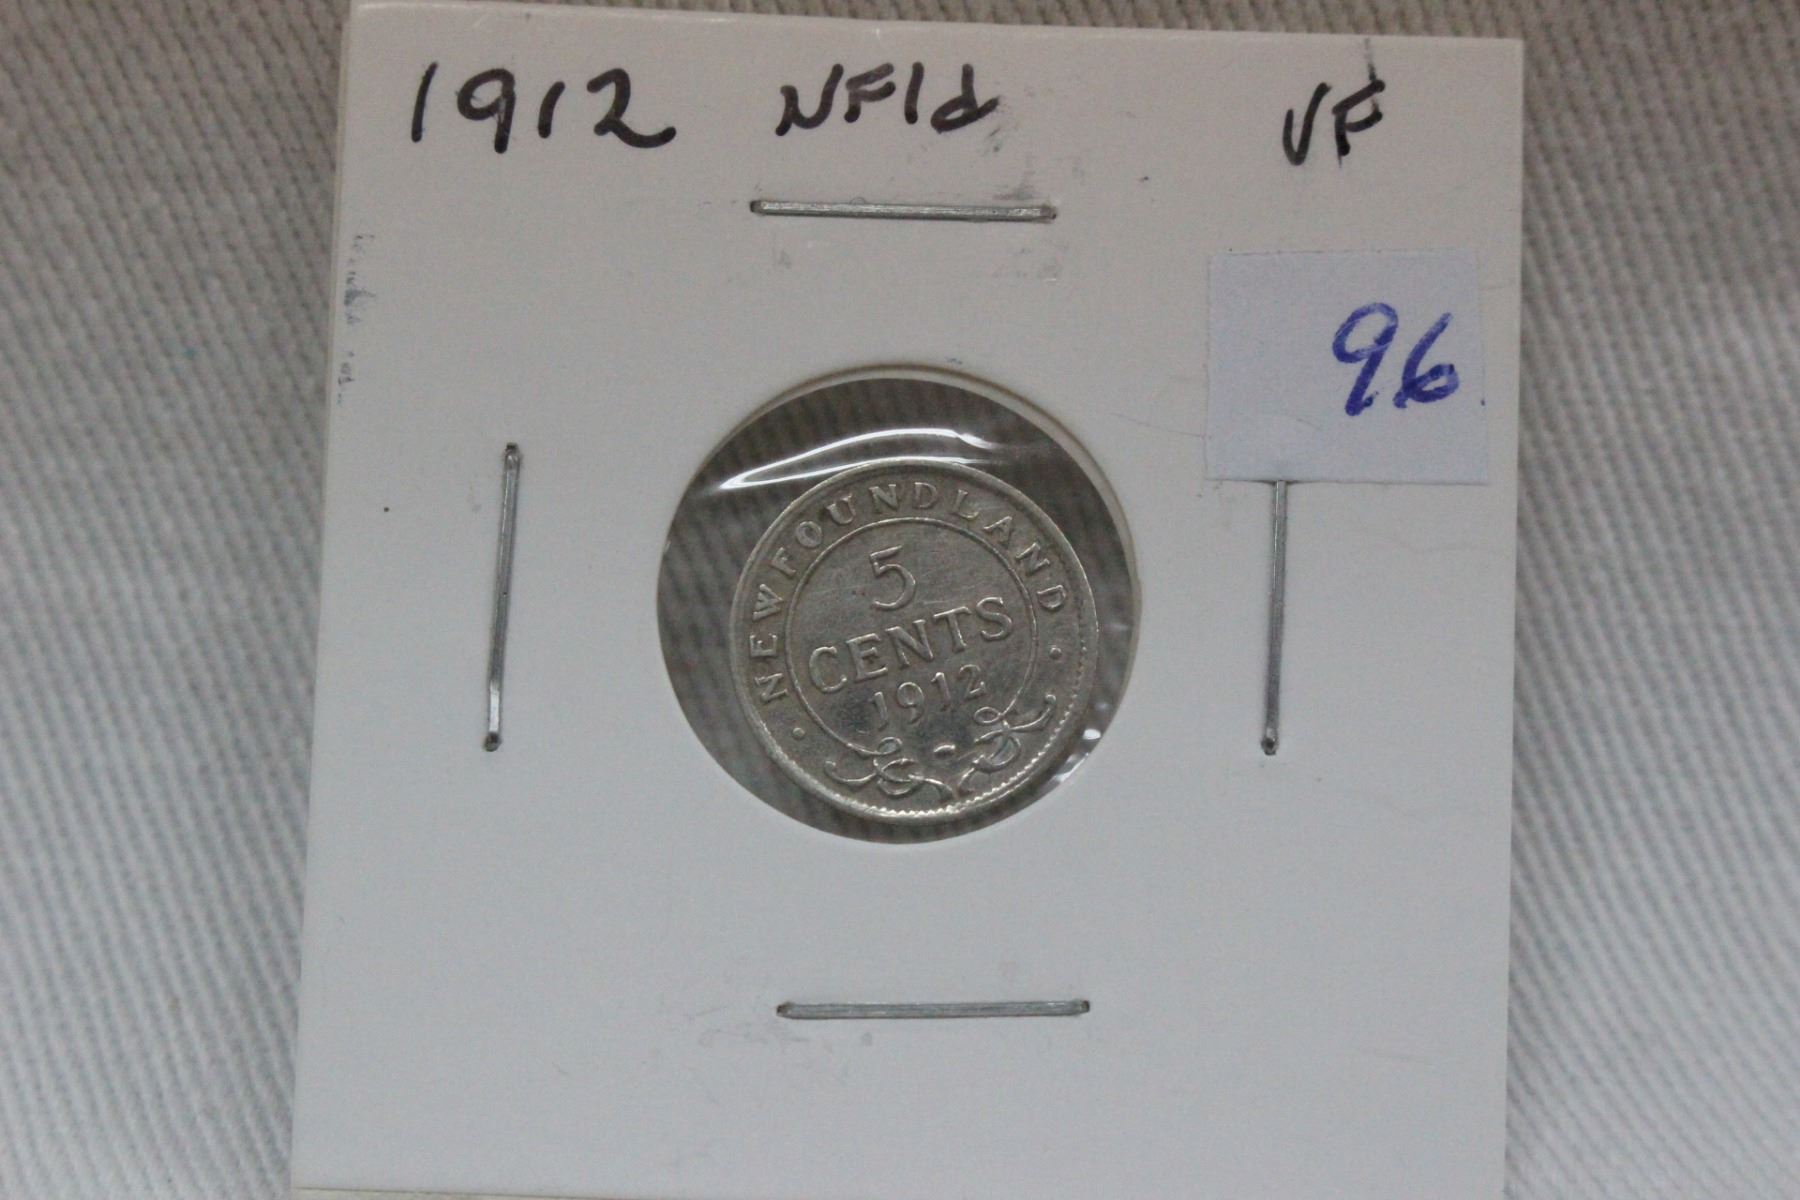 1912 NFld VF
96
NEWFOUNDLAND
5
CENTS
1912